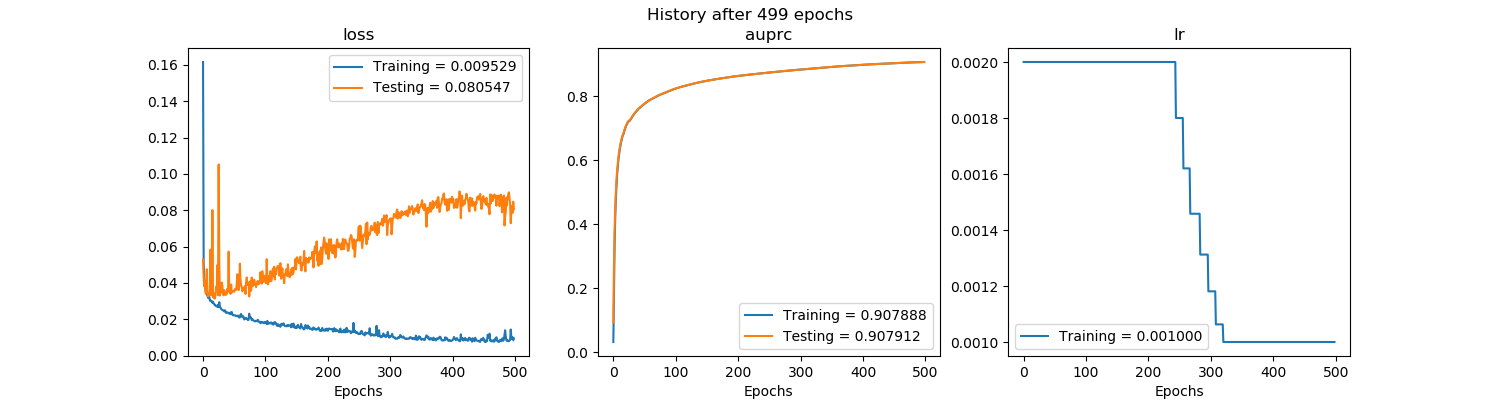 History after 499 epochs
loss
0.16
0.14
0.12
0.10
0.08
0.06
0.04
0.02
0.00
Training = 0.009529
Testing = 0.080547
0 100 200 300 400 500
Epochs
auprc
0.8
0.6
0.4
0.2
0.0
Training = 0.907888
Testing = 0.907912
0 100 200 300 400 500
Epochs
lr
0.0020
0.0018
0.0016
0.0014
0.0012
0.0010
Training = 0.001000
0 100 200 300 400 500
Epochs